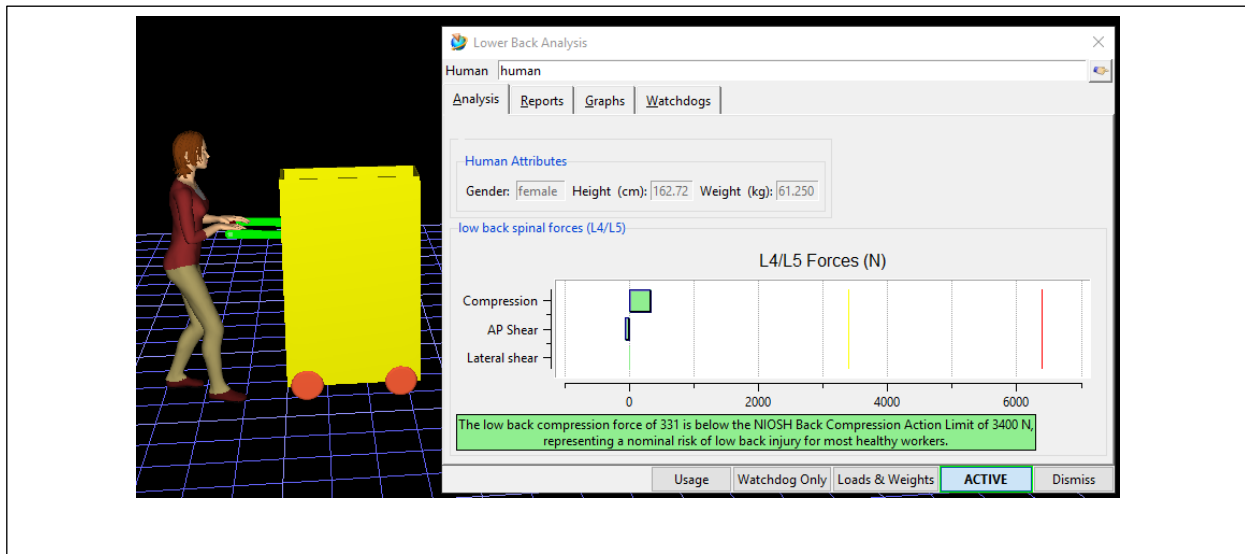 Lower Back Analysis
Human human
Analysis Reports Graphs Watchdogs
Human Attributes
Gender: female Height (cm): 162.72 Weight (kg): 61.250
low back spinal forces (L4/L5)
L4/L5 Forces (N)
Compression
AP Shear
Lateral shear
0 2000 4000 6000
The low back compression force of 331 is below the NIOSH Back Compression Action Limit of 3400 N,
representing a nominal risk of low back injury for most healthy workers.
Usage Watchdog Only Loads & Weights ACTIVE Dismiss